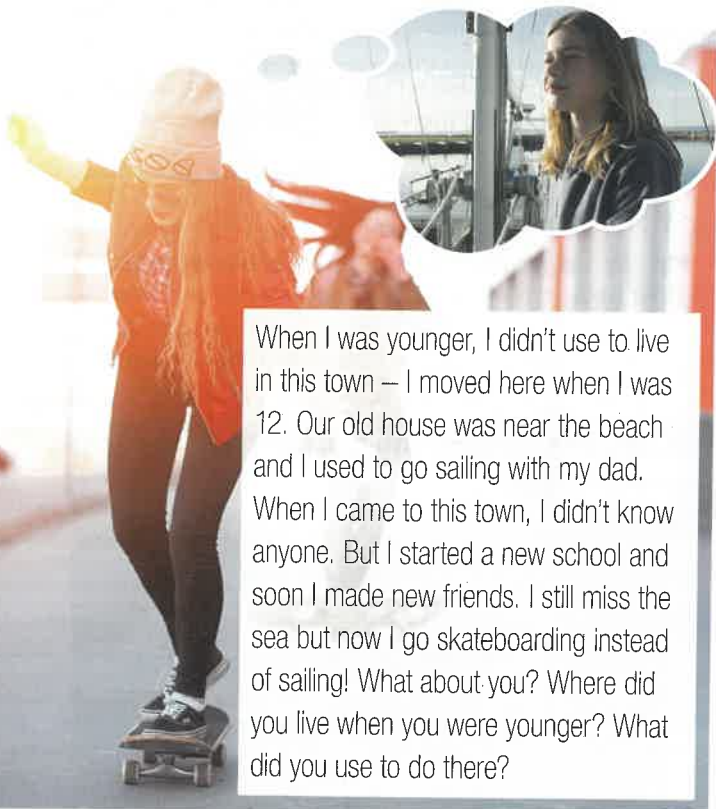 When I was younger, I didn't use to live
in this town – I moved here when I was
12. Our old house was near the beach
and I used to go sailing with my dad.
When I came to this town, I didn't know
anyone. But I started a new school and
soon I made new friends. I still miss the
sea but now I go skateboarding instead
of sailing! What about you? Where did
you live when you were younger? What
did you use to do there?